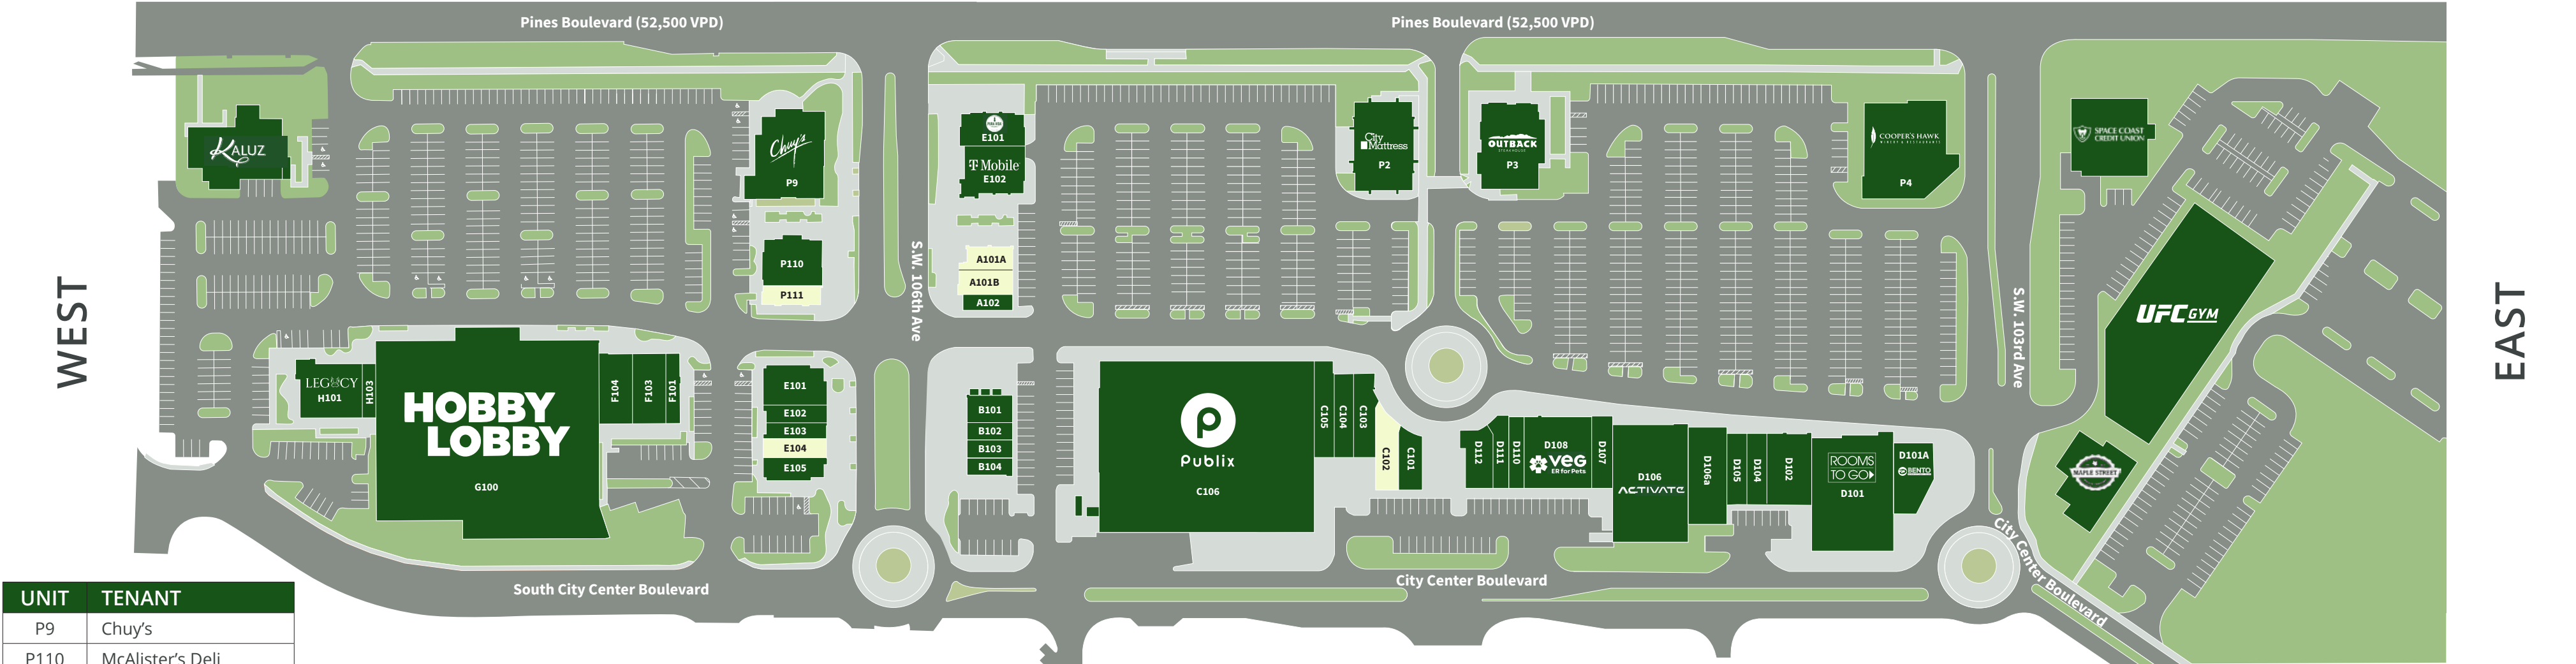 Pines Boulevard (52,500 VPD)
Pines Boulevard (52,500 VPD)
WEST
EAST
KALUZ
Chuy's
P9
P110
P111
E101
T Mobile
E102
A101A
A101B
A102
S.W. 106th Ave
City
Mattress
P2
OUTBACK
STEAKHOUSE
P3
COOPER'S HAWK
WINERY & RESTAURANTS
P4
S.W. 103rd Ave
SPACE COAST
CREDIT UNION
UFC GYM
MAPLE STREET
LEGACY
H101
H103
HOBBY
LOBBY
G100
F104
F103
F101
E101
E102
E103
E104
E105
B101
B102
B103
B104
Publix
C106
C105
C104
C103
C102
C101
D112
D111
D110
D108
veg
ER for Pets
D107
D106
ACTIVATE
D106a
D105
D104
D102
ROOMS
TO GO
D101
D101A
BENTO
South City Center Boulevard
City Center Boulevard
City Center Boulevard
UNIT TENANT
P9 Chuy's
P110 McAlister's Deli